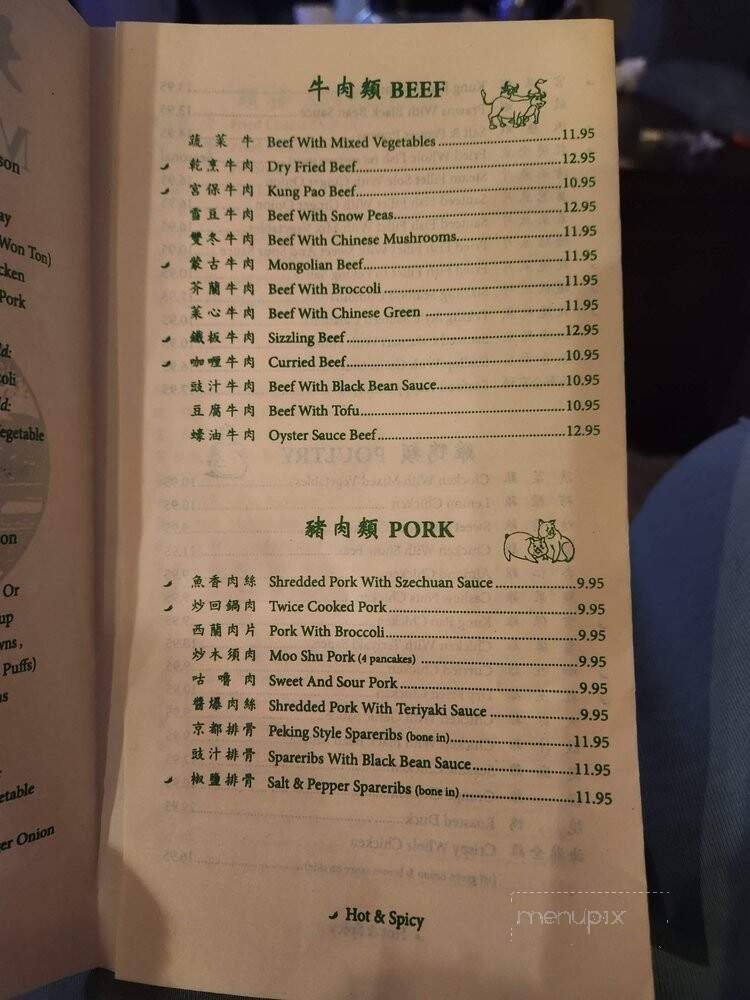 牛肉類 BEEF
蔬菜牛 Beef With Mixed Vegetables 11.95
乾烹牛肉 Dry Fried Beef 12.95
宮保牛肉 Kung Pao Beef 10.95
雪豆牛肉 Beef With Snow Peas 12.95
雙冬牛肉 Beef With Chinese Mushrooms 11.95
蒙古牛肉 Mongolian Beef 11.95
芥蘭牛肉 Beef With Broccoli 11.95
菜心牛肉 Beef With Chinese Green 11.95
鐵板牛肉 Sizzling Beef 12.95
咖喱牛肉 Curried Beef 10.95
豉汁牛肉 Beef With Black Bean Sauce 10.95
豆腐牛肉 Beef With Tofu 10.95
蠔油牛肉 Oyster Sauce Beef 12.95
豬肉類 PORK
魚香肉絲 Shredded Pork With Szechuan Sauce 9.95
炒回鍋肉 Twice Cooked Pork 9.95
西蘭肉片 Pork With Broccoli 9.95
炒木須肉 Moo Shu Pork (4 pancakes) 9.95
咕嚕肉 Sweet And Sour Pork 9.95
醬爆肉絲 Shredded Pork With Teriyaki Sauce 9.95
京都排骨 Peking Style Spareribs (bone in) 11.95
豉汁排骨 Spareribs With Black Bean Sauce 11.95
椒鹽排骨 Salt & Pepper Spareribs (bone in) 11.95
Hot & Spicy
menupix